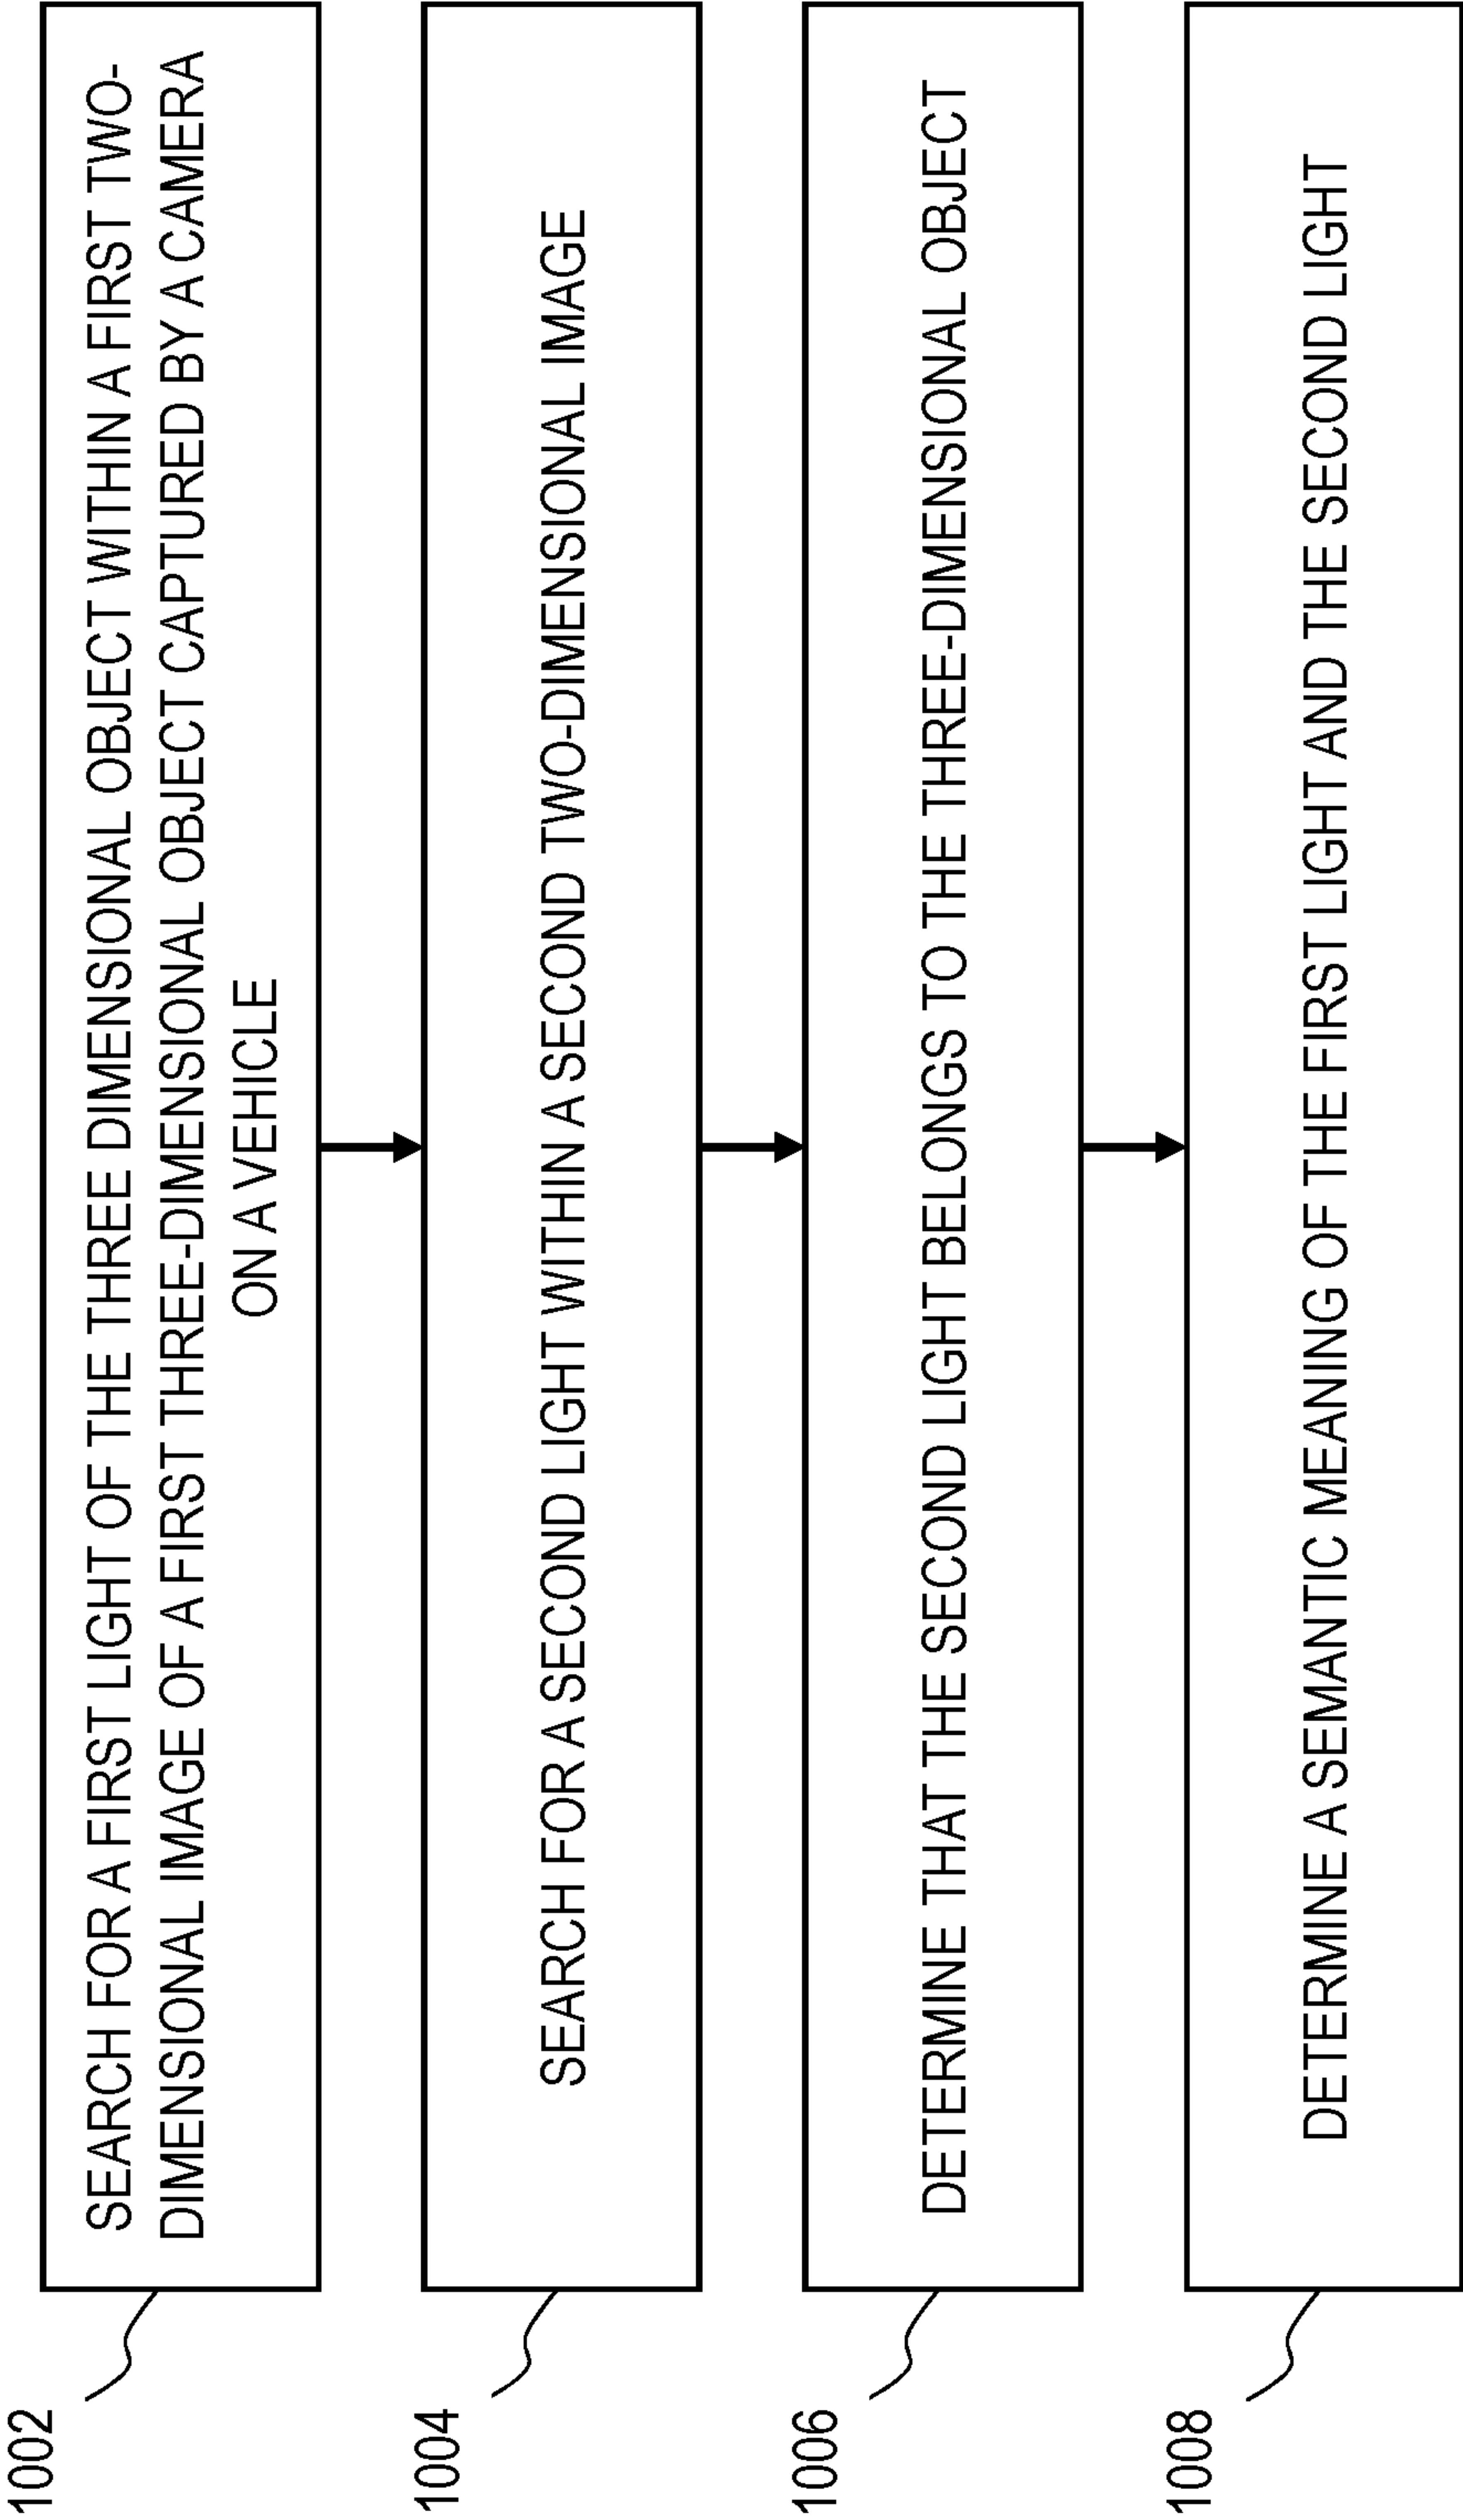 1002
SEARCH FOR A FIRST LIGHT OF THE THREE DIMENSIONAL OBJECT WITHIN A FIRST TWO-
DIMENSIONAL IMAGE OF A FIRST THREE-DIMENSIONAL OBJECT CAPTURED BY A CAMERA
ON A VEHICLE
1004
SEARCH FOR A SECOND LIGHT WITHIN A SECOND TWO-DIMENSIONAL IMAGE
1006
DETERMINE THAT THE SECOND LIGHT BELONGS TO THE THREE-DIMENSIONAL OBJECT
1008
DETERMINE A SEMANTIC MEANING OF THE FIRST LIGHT AND THE SECOND LIGHT